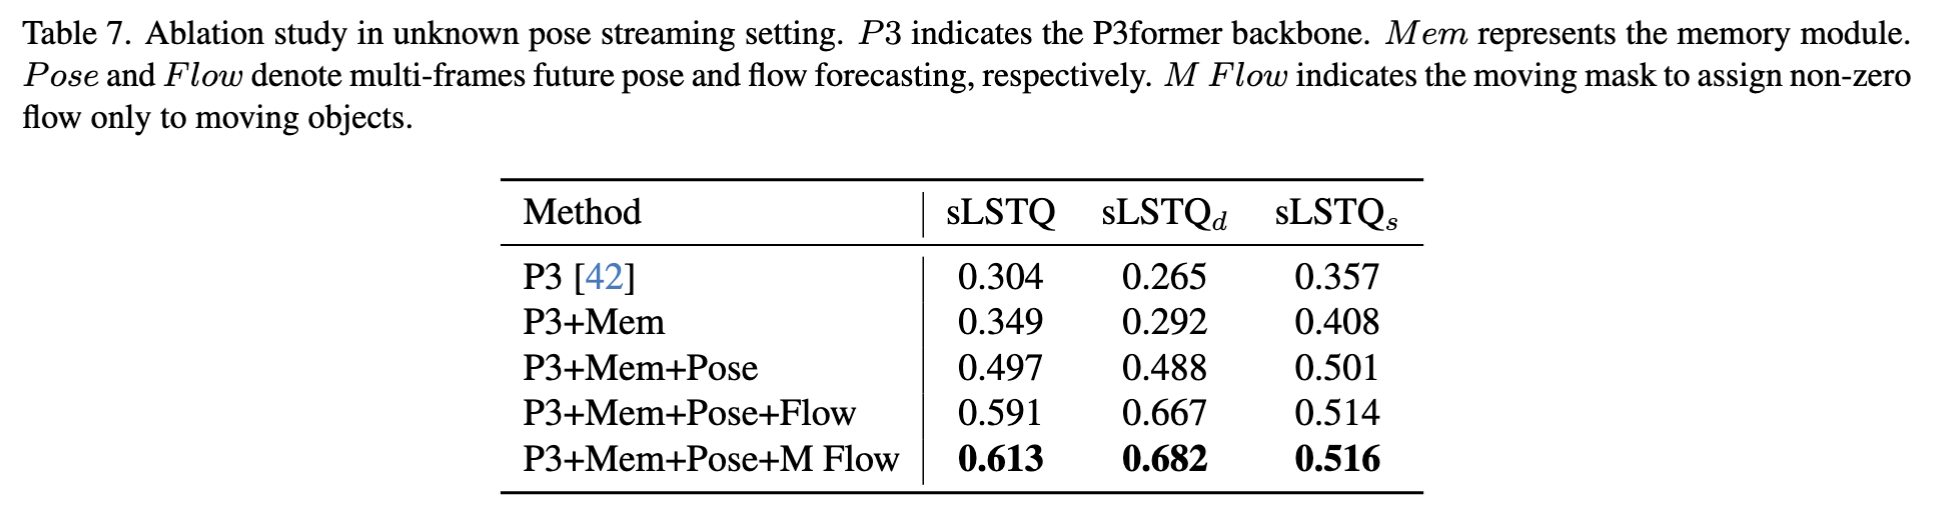 Table 7. Ablation study in unknown pose streaming setting. P3 indicates the P3former backbone. Mem represents the memory module.
Pose and Flow denote multi-frames future pose and flow forecasting, respectively. M Flow indicates the moving mask to assign non-zero
flow only to moving objects.
Method sLSTQ sLSTQd sLSTQs
P3 [42] 0.304 0.265 0.357
P3+Mem 0.349 0.292 0.408
P3+Mem+Pose 0.497 0.488 0.501
P3+Mem+Pose+Flow 0.591 0.667 0.514
P3+Mem+Pose+M Flow 0.613 0.682 0.516